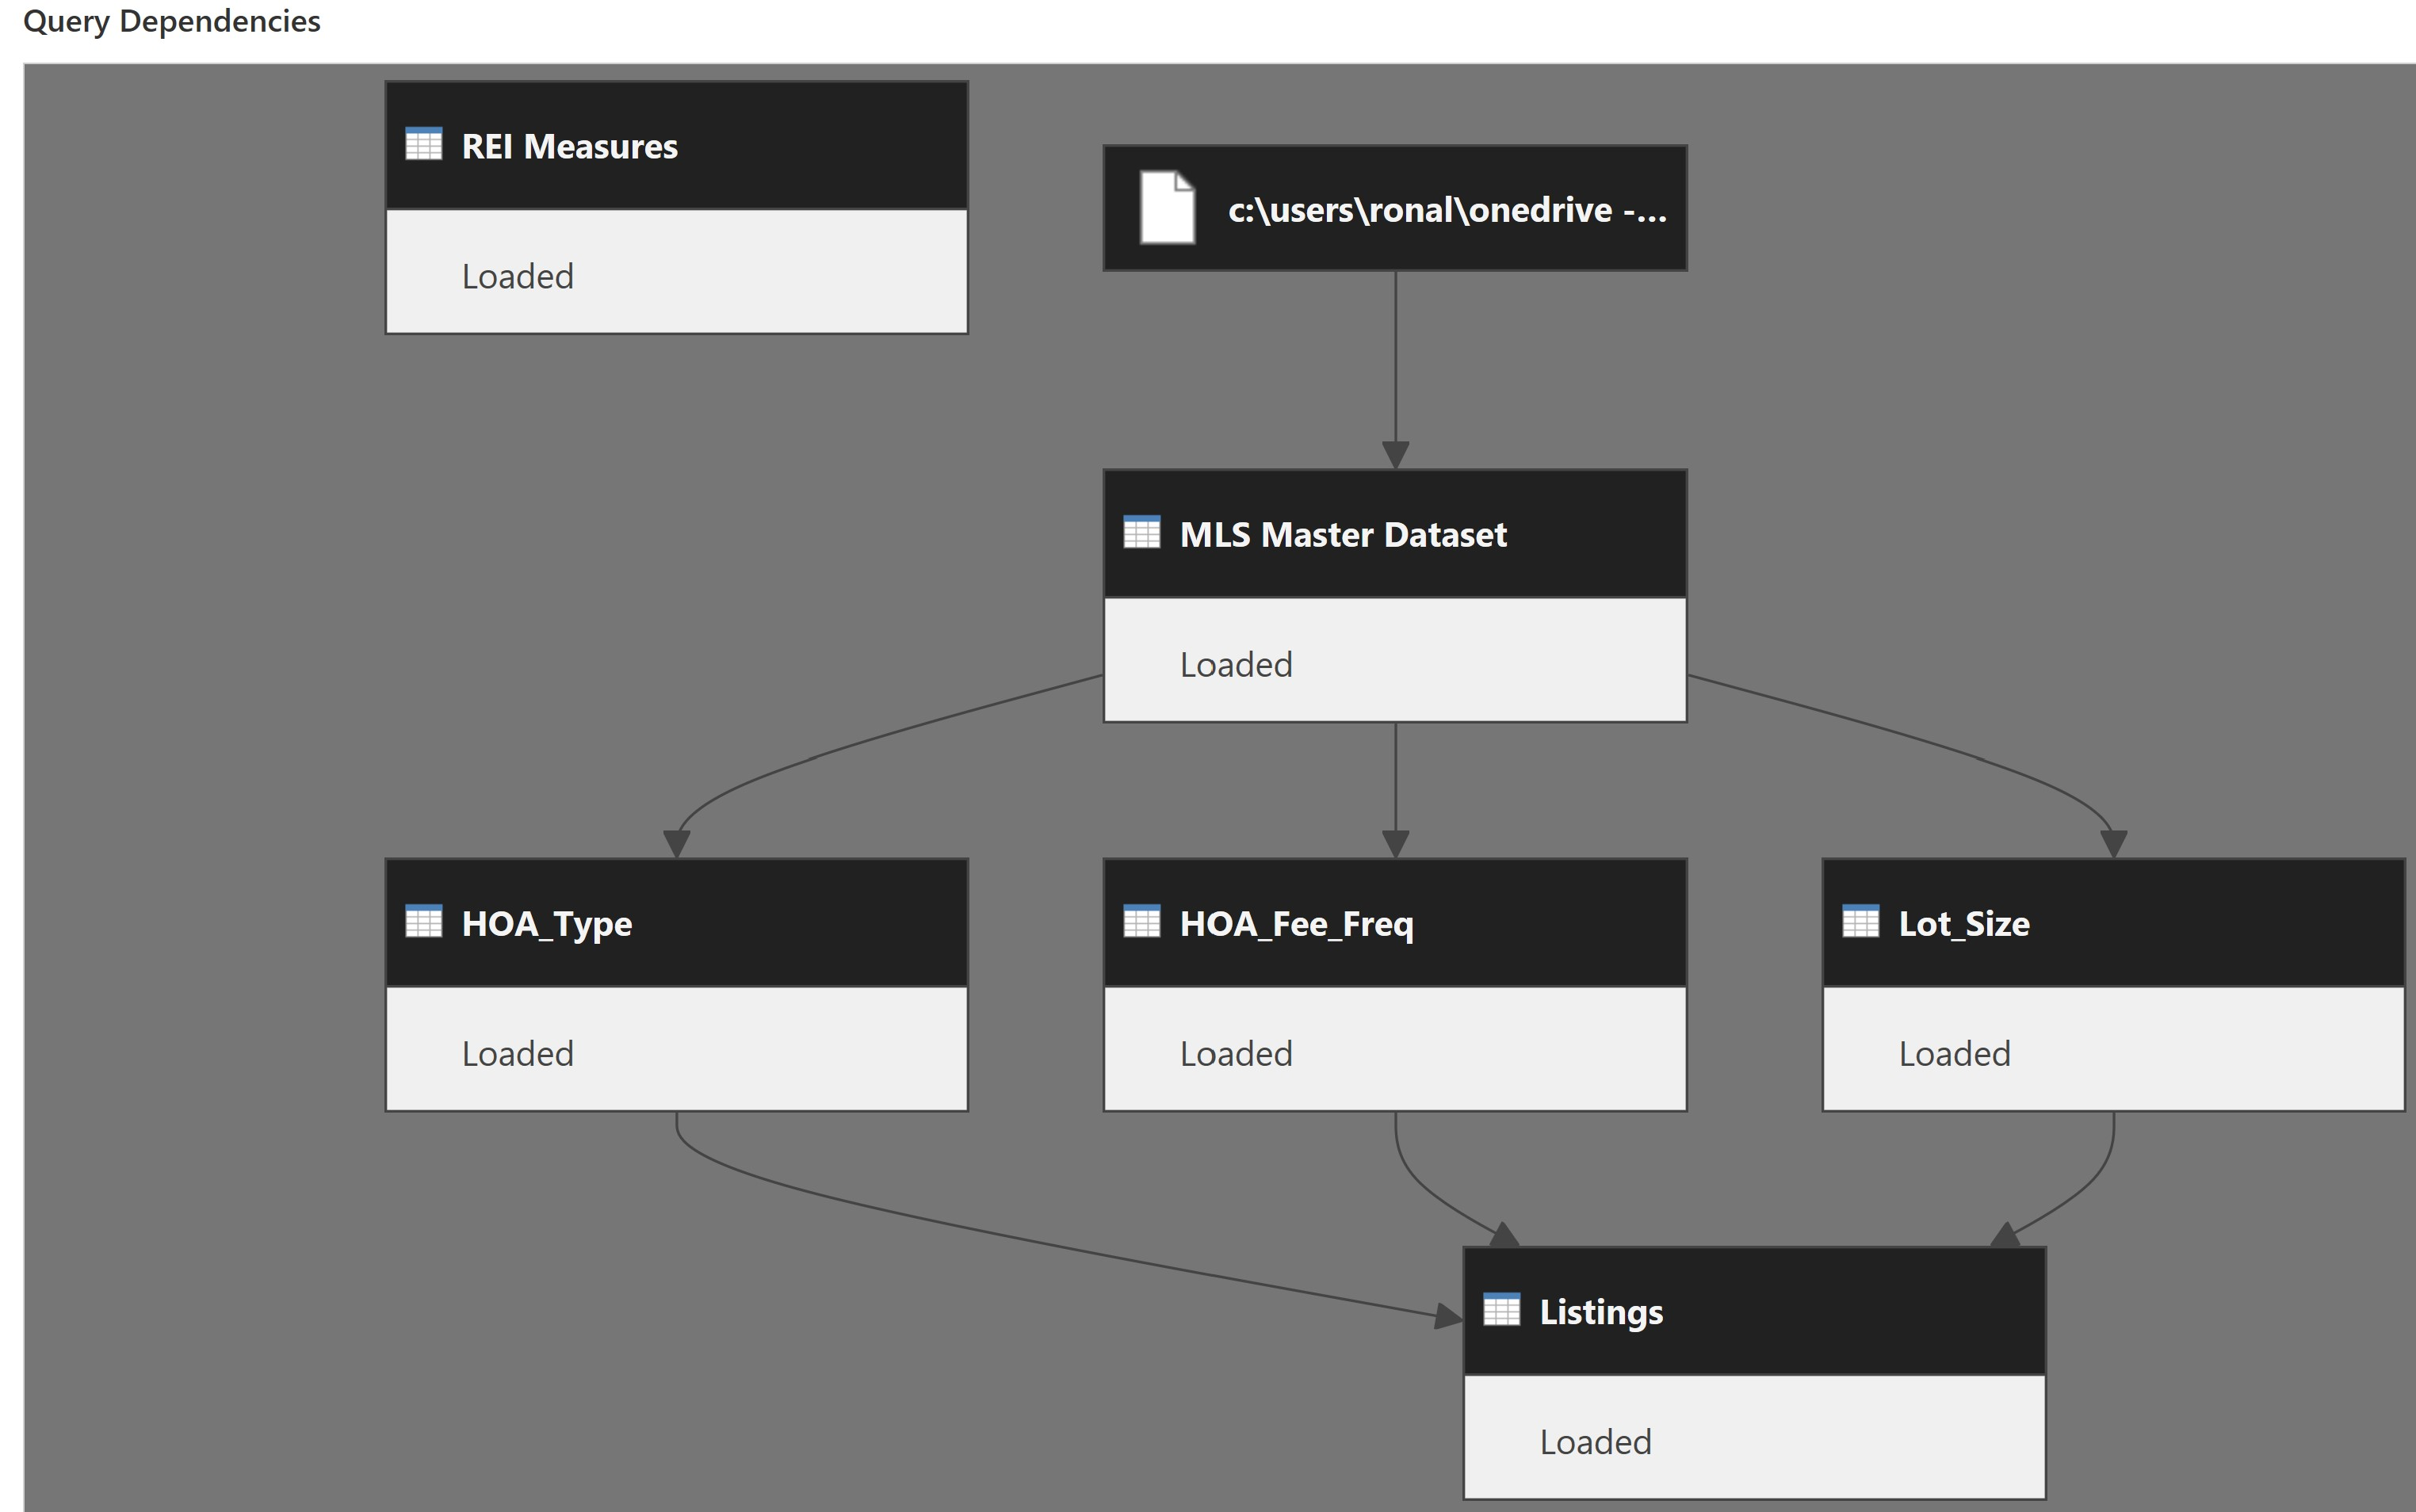 Query Dependencies
REI Measures
Loaded
c:\users\ronal\onedrive -...
MLS Master Dataset
Loaded
HOA_Type
Loaded
HOA_Fee_Freq
Loaded
Lot_Size
Loaded
Listings
Loaded